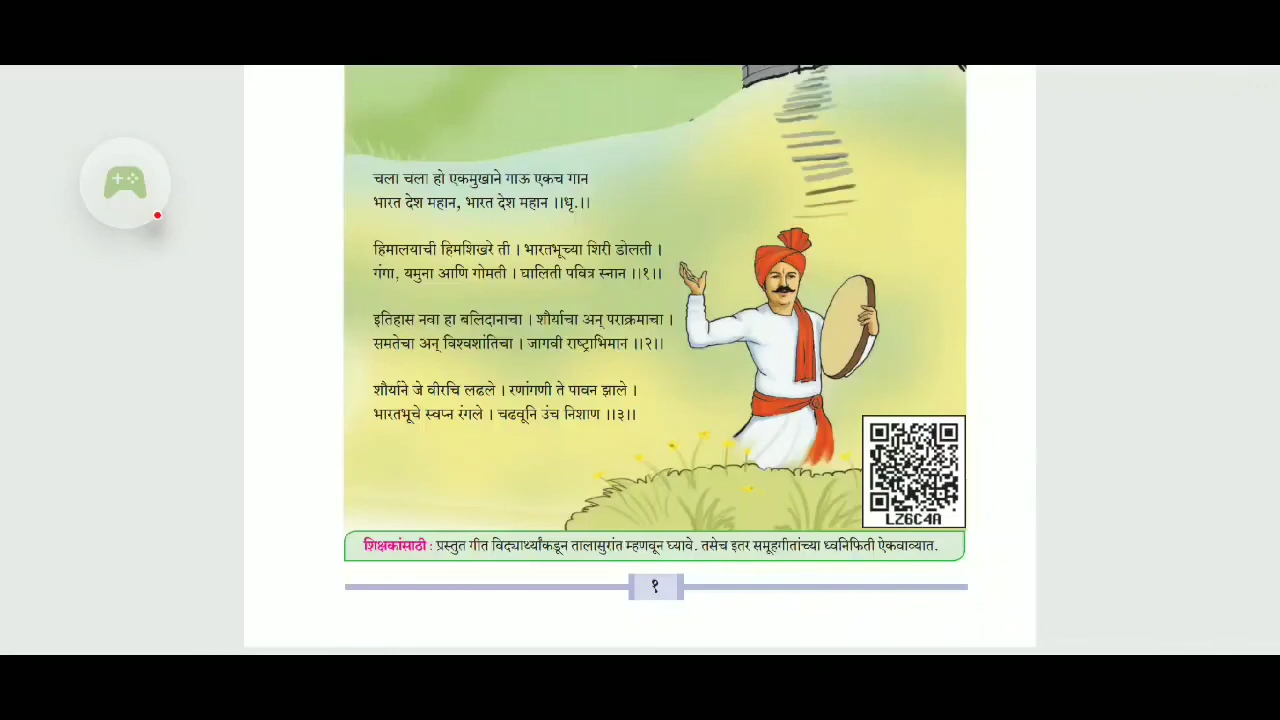 चला चला हो एकमुखाने गाऊ एकच गान
भारत देश महान, भारत देश महान ।।धृ.।।
हिमालयाची हिमशिखरे ती । भारतभूच्या शिरी डोलती ।
गंगा, यमुना आणि गोमती । घालिती पवित्र स्नान ।।१।।
इतिहास नवा हा बलिदानाचा । शौर्याचा अन् पराक्रमाचा ।
समतेचा अन् विश्वशांतिचा । जागवी राष्ट्राभिमान ।।२।।
शौर्याने जे वीरचि लढले । रणांगणी ते पावन झाले ।
भारतभूचे स्वप्न रंगले । चढवूनि उंच निशाण ।।३।।
LZ6C4A
शिक्षकांसाठी : प्रस्तुत गीत विद्यार्थ्यांकडून तालासुरांत म्हणवून घ्यावे. तसेच इतर समूहगीतांच्या ध्वनिफिती ऐकवाव्यात.
१